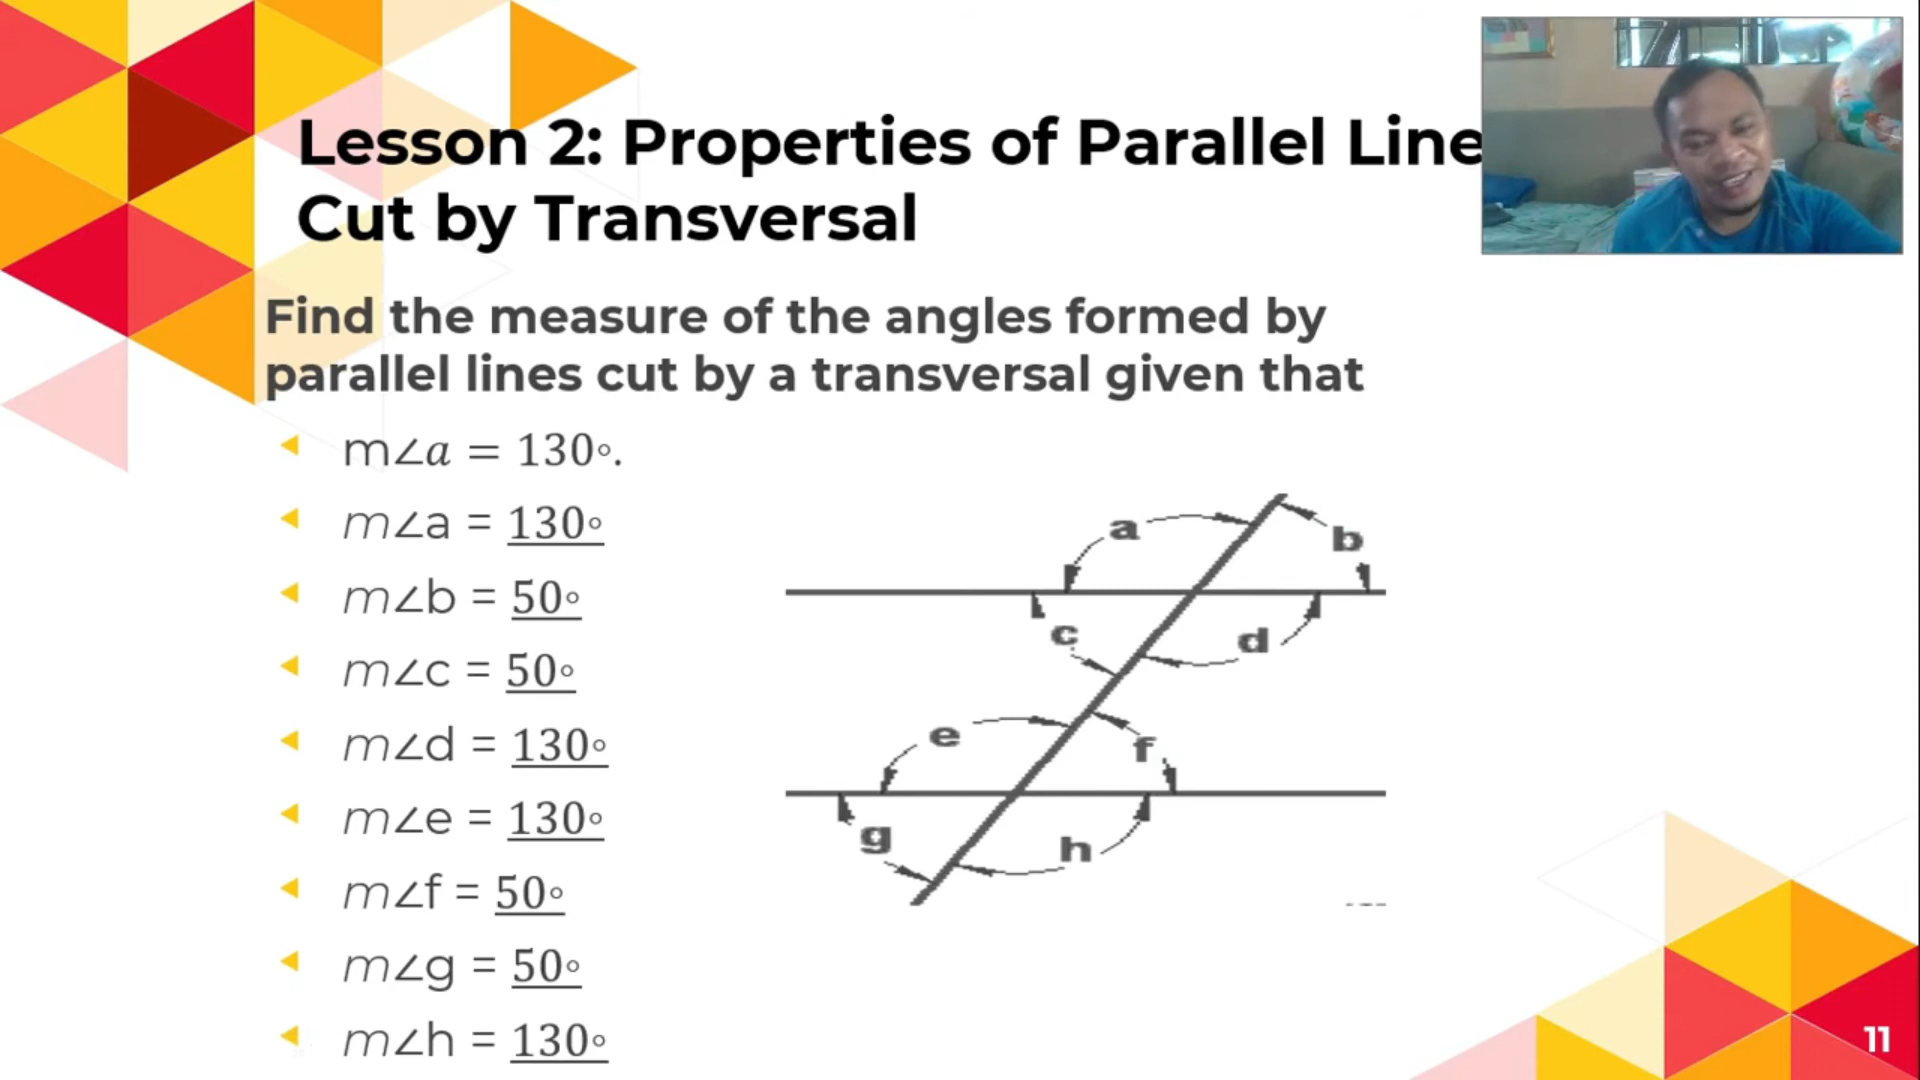 Lesson 2: Properties of Parallel Line
Cut by Transversal
Find the measure of the angles formed by
parallel lines cut by a transversal given that
m∠a = 130∘.
m∠a = 130∘
m∠b = 50∘
m∠c = 50∘
m∠d = 130∘
m∠e = 130∘
m∠f = 50∘
m∠g = 50∘
m∠h = 130∘
a
b
c
d
e
f
g
h
11